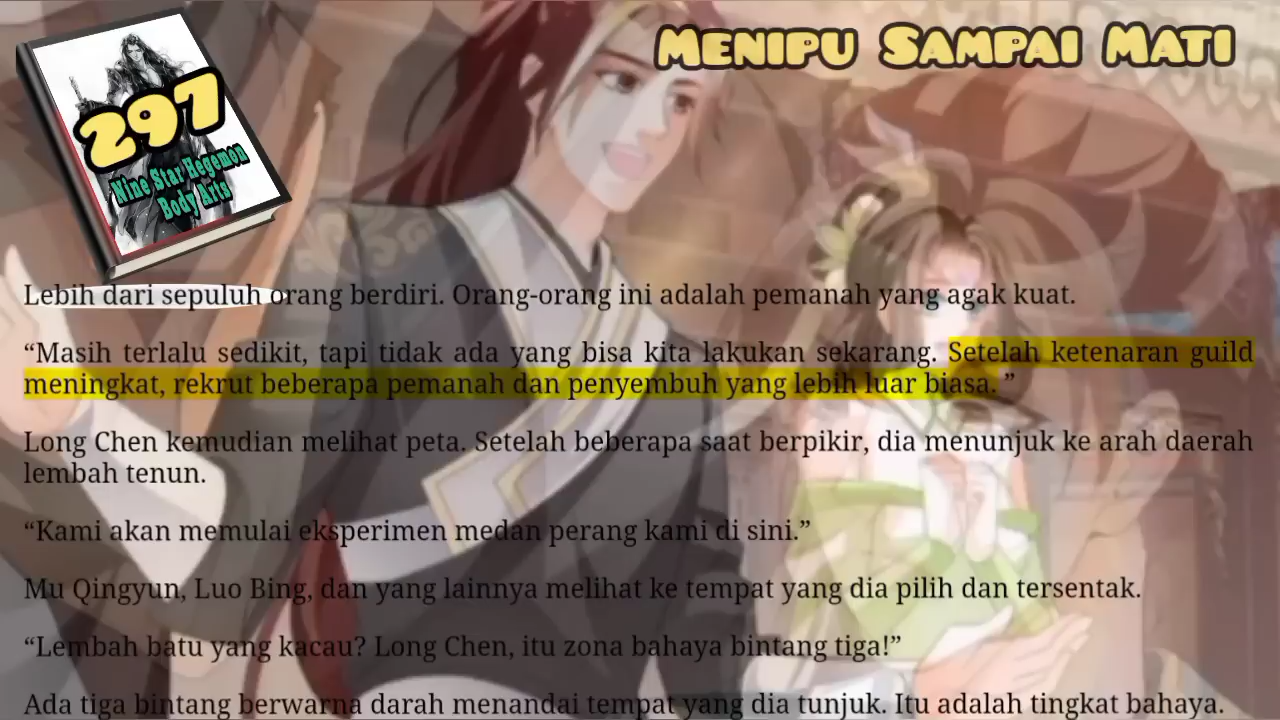 Menipu Sampai Mati
297
Nine Star Hegemon
Body Arts
Lebih dari sepuluh orang berdiri. Orang-orang ini adalah pemanah yang agak kuat.
“Masih terlalu sedikit, tapi tidak ada yang bisa kita lakukan sekarang. Setelah ketenaran guild
meningkat, rekrut beberapa pemanah dan penyembuh yang lebih luar biasa. ”
Long Chen kemudian melihat peta. Setelah beberapa saat berpikir, dia menunjuk ke arah daerah
lembah tenun.
“Kami akan memulai eksperimen medan perang kami di sini.”
Mu Qingyun, Luo Bing, dan yang lainnya melihat ke tempat yang dia pilih dan tersentak.
“Lembah batu yang kacau? Long Chen, itu zona bahaya bintang tiga!”
Ada tiga bintang berwarna darah menandai tempat yang dia tunjuk. Itu adalah tingkat bahaya.